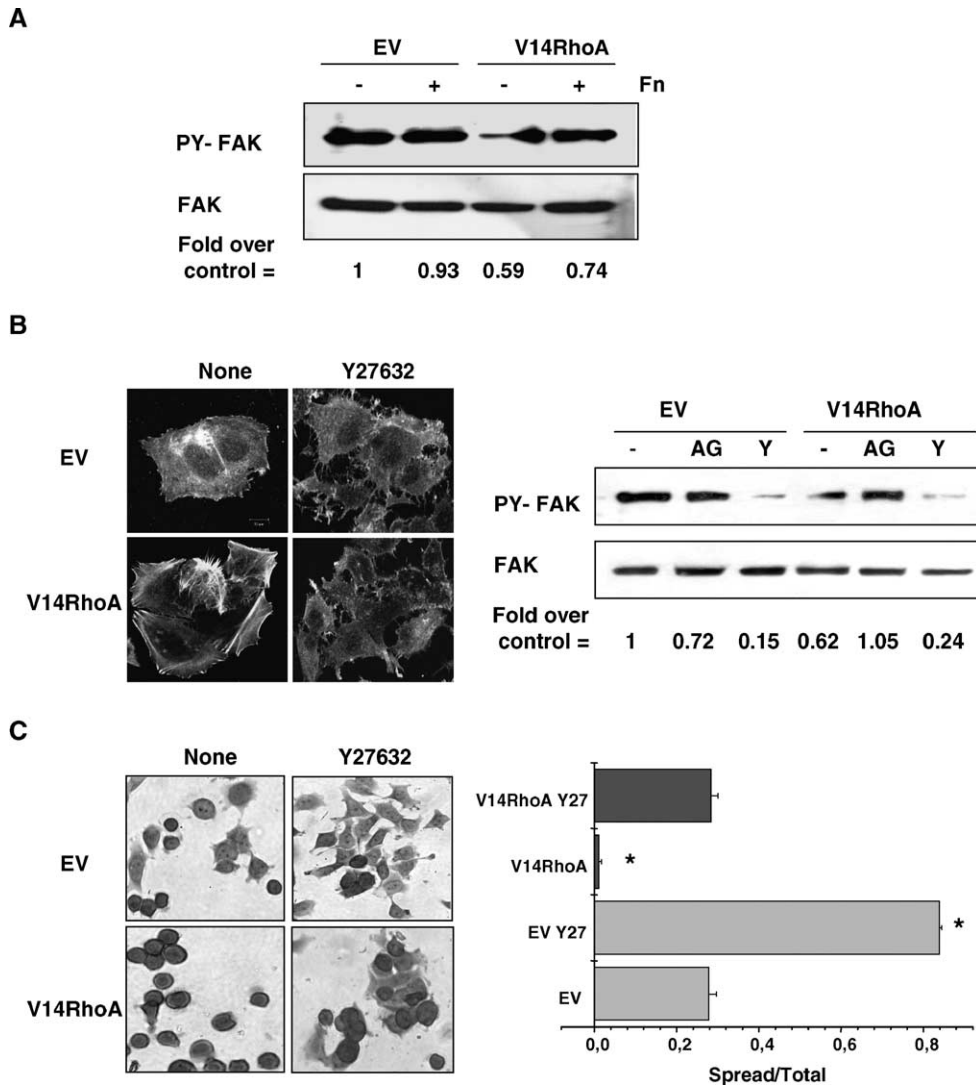 A
EV V14RhoA
- + - + Fn
PY- FAK
FAK
Fold over
control = 1 0.93 0.59 0.74
B
None Y27632
EV
V14RhoA
EV V14RhoA
- AG Y - AG Y
PY- FAK
FAK
Fold over
control = 1 0.72 0.15 0.62 1.05 0.24
C
None Y27632
EV
V14RhoA
V14RhoA Y27
V14RhoA *
EV Y27 *
EV
0,0 0,2 0,4 0,6 0,8
Spread/Total